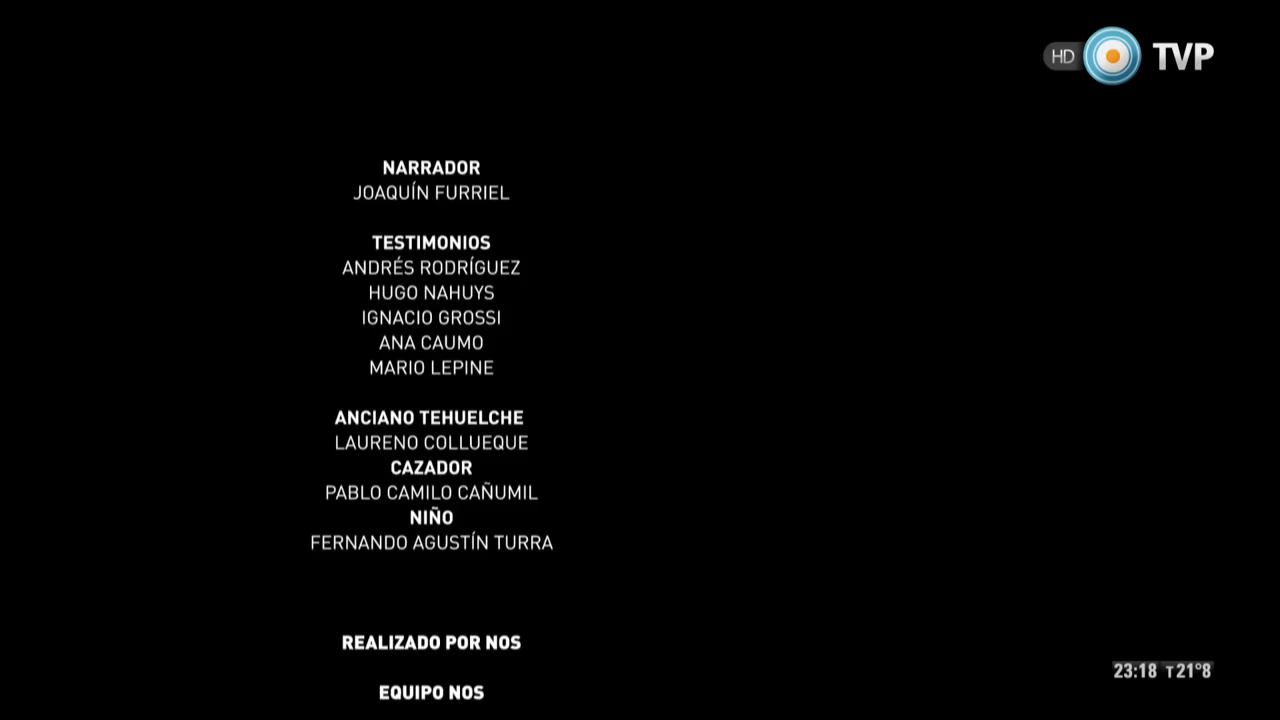 HD TVP
NARRADOR
JOAQUÍN FURRIEL
TESTIMONIOS
ANDRÉS RODRÍGUEZ
HUGO NAHUYS
IGNACIO GROSSI
ANA CAUMO
MARIO LEPINE
ANCIANO TEHUELCHE
LAURENO COLLUEQUE
CAZADOR
PABLO CAMILO CAÑUMIL
NIÑO
FERNANDO AGUSTÍN TURRA
REALIZADO POR NOS
EQUIPO NOS
23:18 T21°8